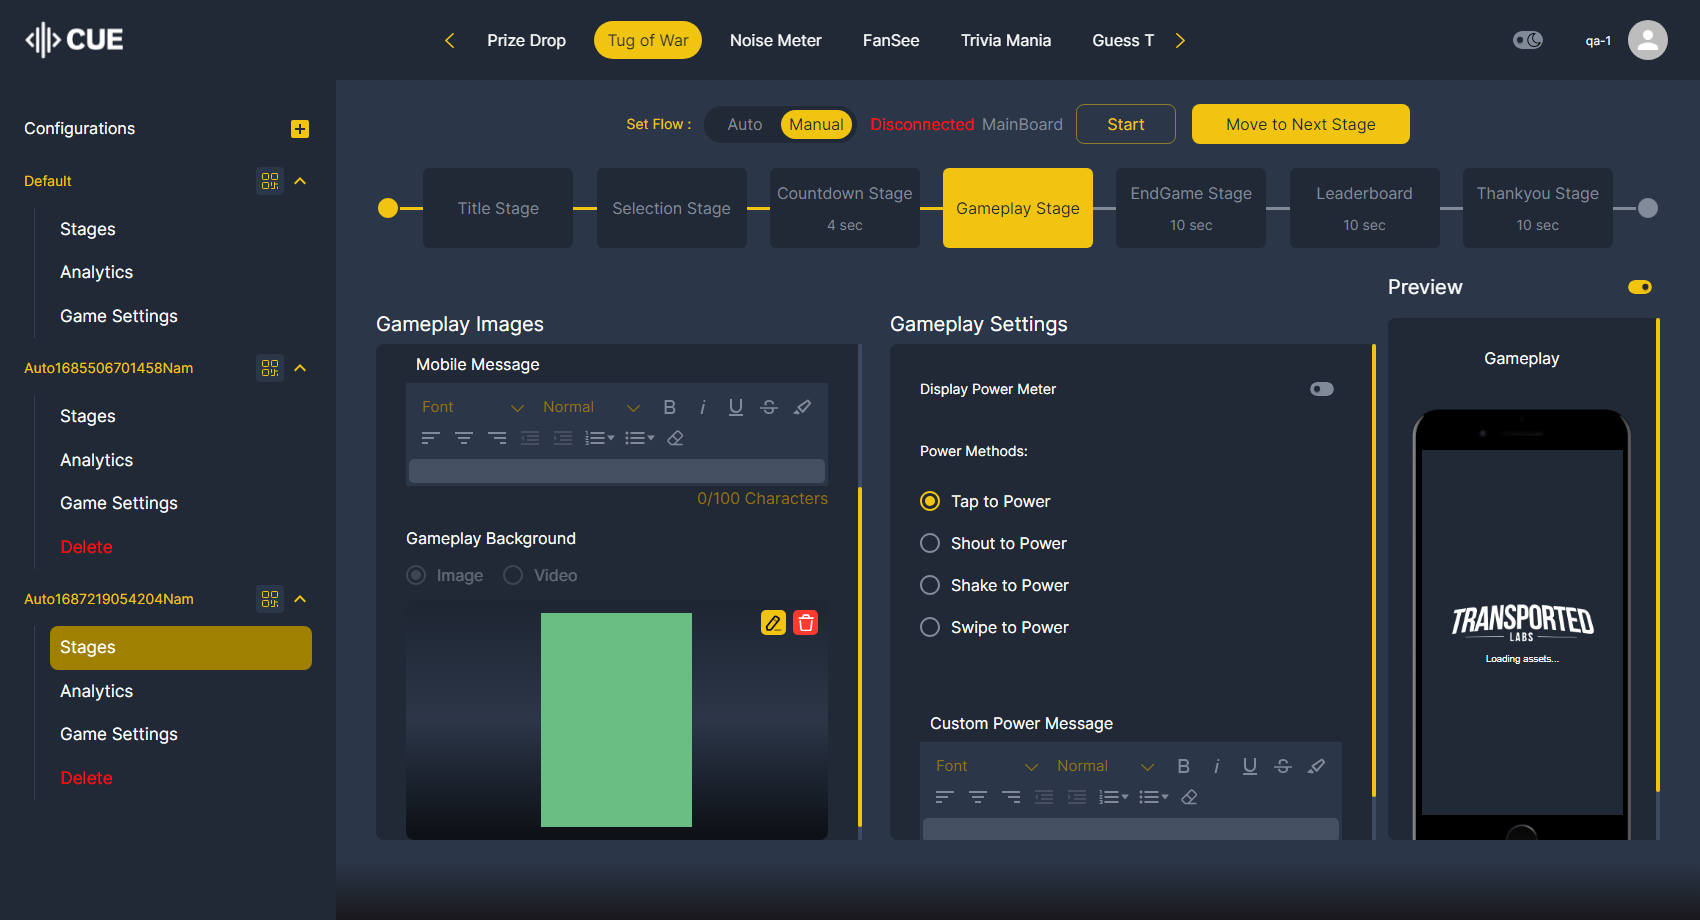 CUE
Prize Drop
Tug of War
Noise Meter
FanSee
Trivia Mania
Guess T
qa-1
Configurations
Default
Stages
Analytics
Game Settings
Auto1685506701458Nam
Stages
Analytics
Game Settings
Delete
Auto1687219054204Nam
Stages
Analytics
Game Settings
Delete
Set Flow :
Auto
Manual
Disconnected MainBoard
Start
Move to Next Stage
Title Stage
Selection Stage
Countdown Stage
4 sec
Gameplay Stage
EndGame Stage
10 sec
Leaderboard
10 sec
Thankyou Stage
10 sec
Gameplay Images
Mobile Message
Font
Normal
0/100 Characters
Gameplay Background
Image
Video
Gameplay Settings
Display Power Meter
Power Methods:
Tap to Power
Shout to Power
Shake to Power
Swipe to Power
Custom Power Message
Font
Normal
Preview
Gameplay
TRANSPORTED
LABS
Loading assets...